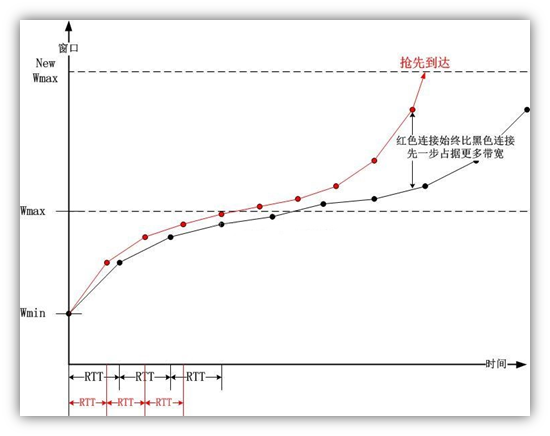 窗口
New
Wmax
抢先到达
红色连接始终比黑色连接
先一步占据更多带宽
Wmax
Wmin
时间
RTT RTT RTT
RTT RTT RTT